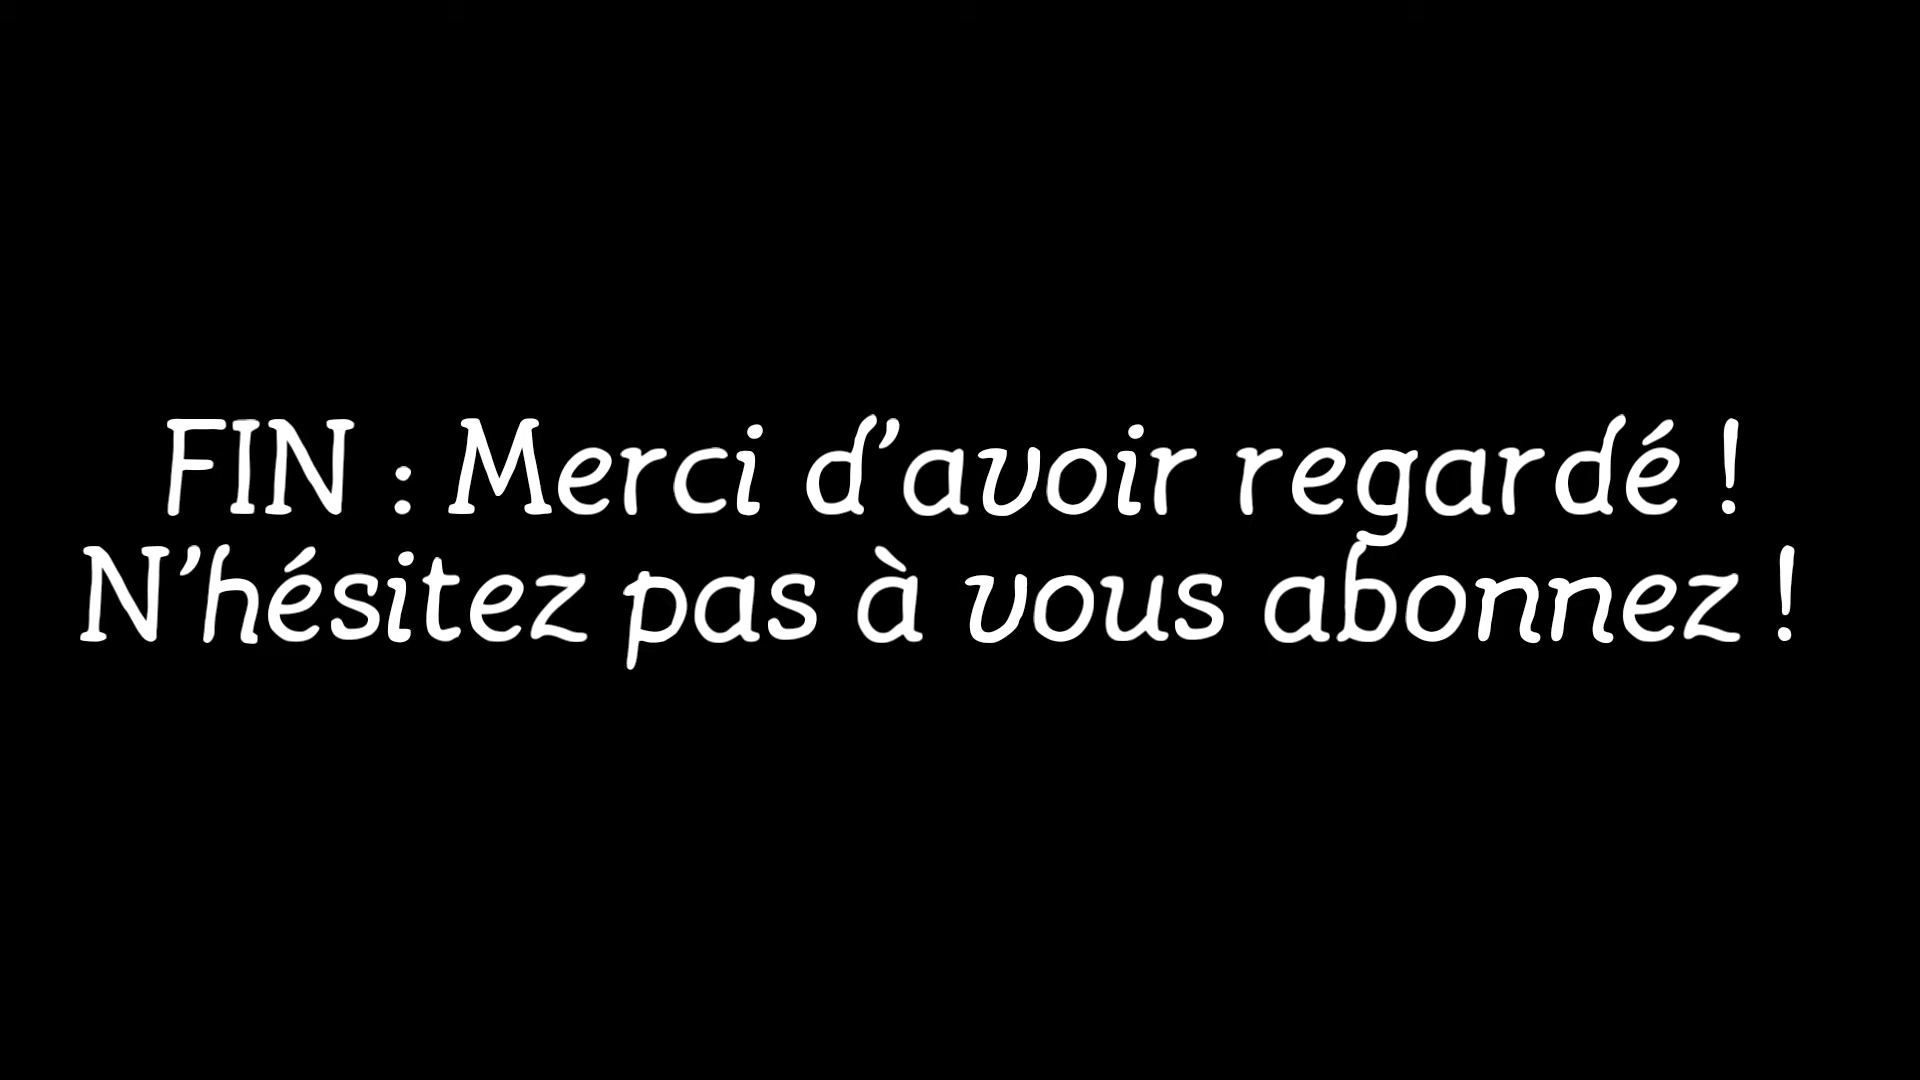 FIN : Merci d’avoir regardé !
N’hésitez pas à vous abonnez !